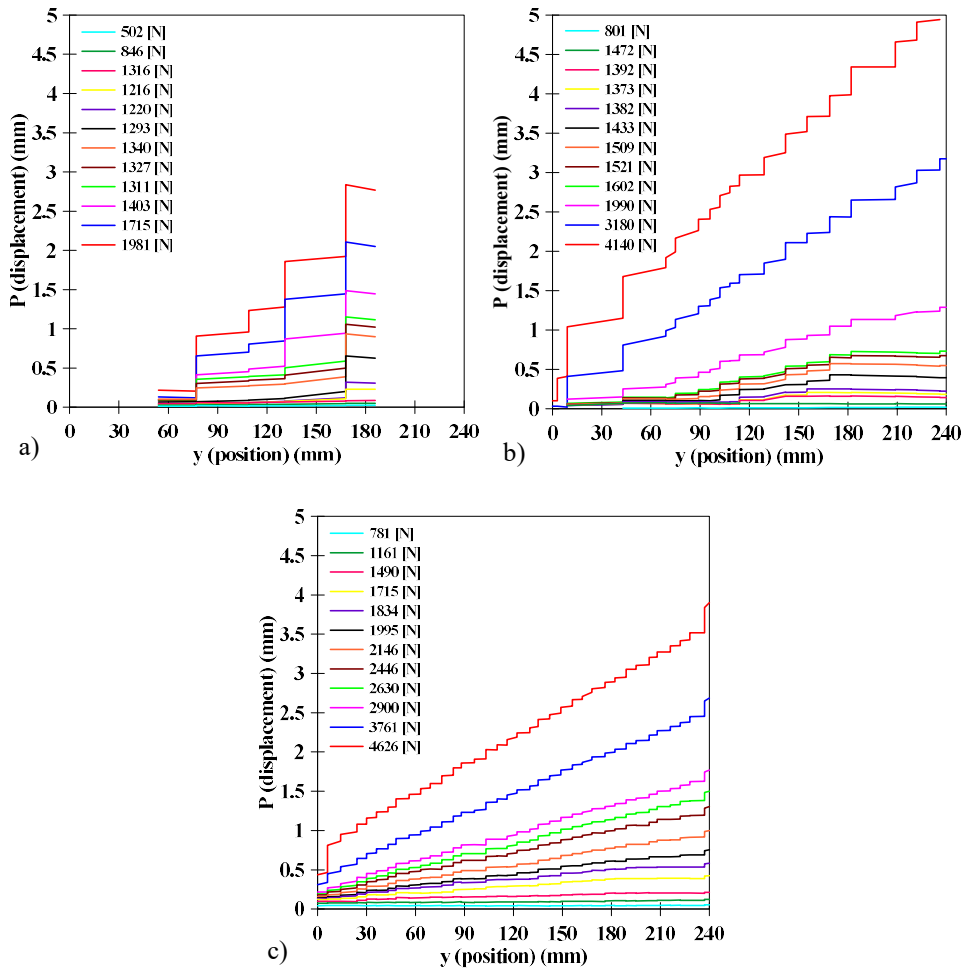 5
4.5
4
3.5
3
2.5
2
1.5
1
0.5
0
P (displacement) (mm)
502 [N]
846 [N]
1316 [N]
1216 [N]
1220 [N]
1293 [N]
1340 [N]
1327 [N]
1311 [N]
1403 [N]
1715 [N]
1981 [N]
0 30 60 90 120 150 180 210 240
y (position) (mm)
a)
5
4.5
4
3.5
3
2.5
2
1.5
1
0.5
0
P (displacement) (mm)
801 [N]
1472 [N]
1392 [N]
1373 [N]
1382 [N]
1433 [N]
1509 [N]
1521 [N]
1602 [N]
1990 [N]
3180 [N]
4140 [N]
0 30 60 90 120 150 180 210 240
y (position) (mm)
b)
5
4.5
4
3.5
3
2.5
2
1.5
1
0.5
0
P (displacement) (mm)
781 [N]
1161 [N]
1490 [N]
1715 [N]
1834 [N]
1995 [N]
2146 [N]
2446 [N]
2630 [N]
2900 [N]
3761 [N]
4626 [N]
0 30 60 90 120 150 180 210 240
y (position) (mm)
c)